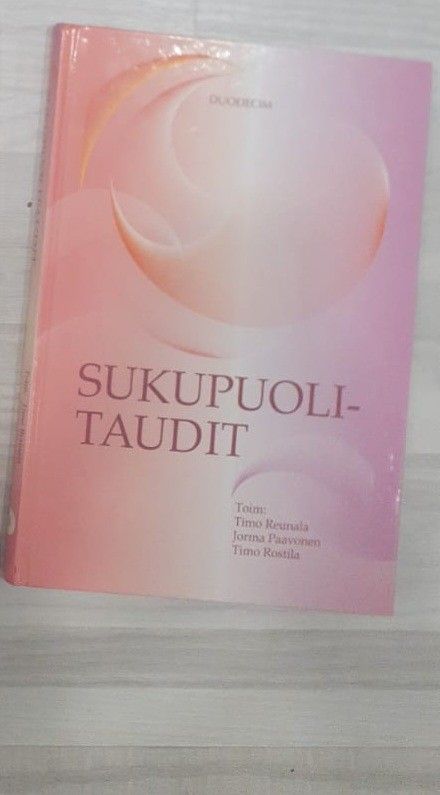 DUODECIM
SUKUPUOLI-
TAUDIT
Toim:
Timo Reunala
Jorma Paavonen
Timo Rostila